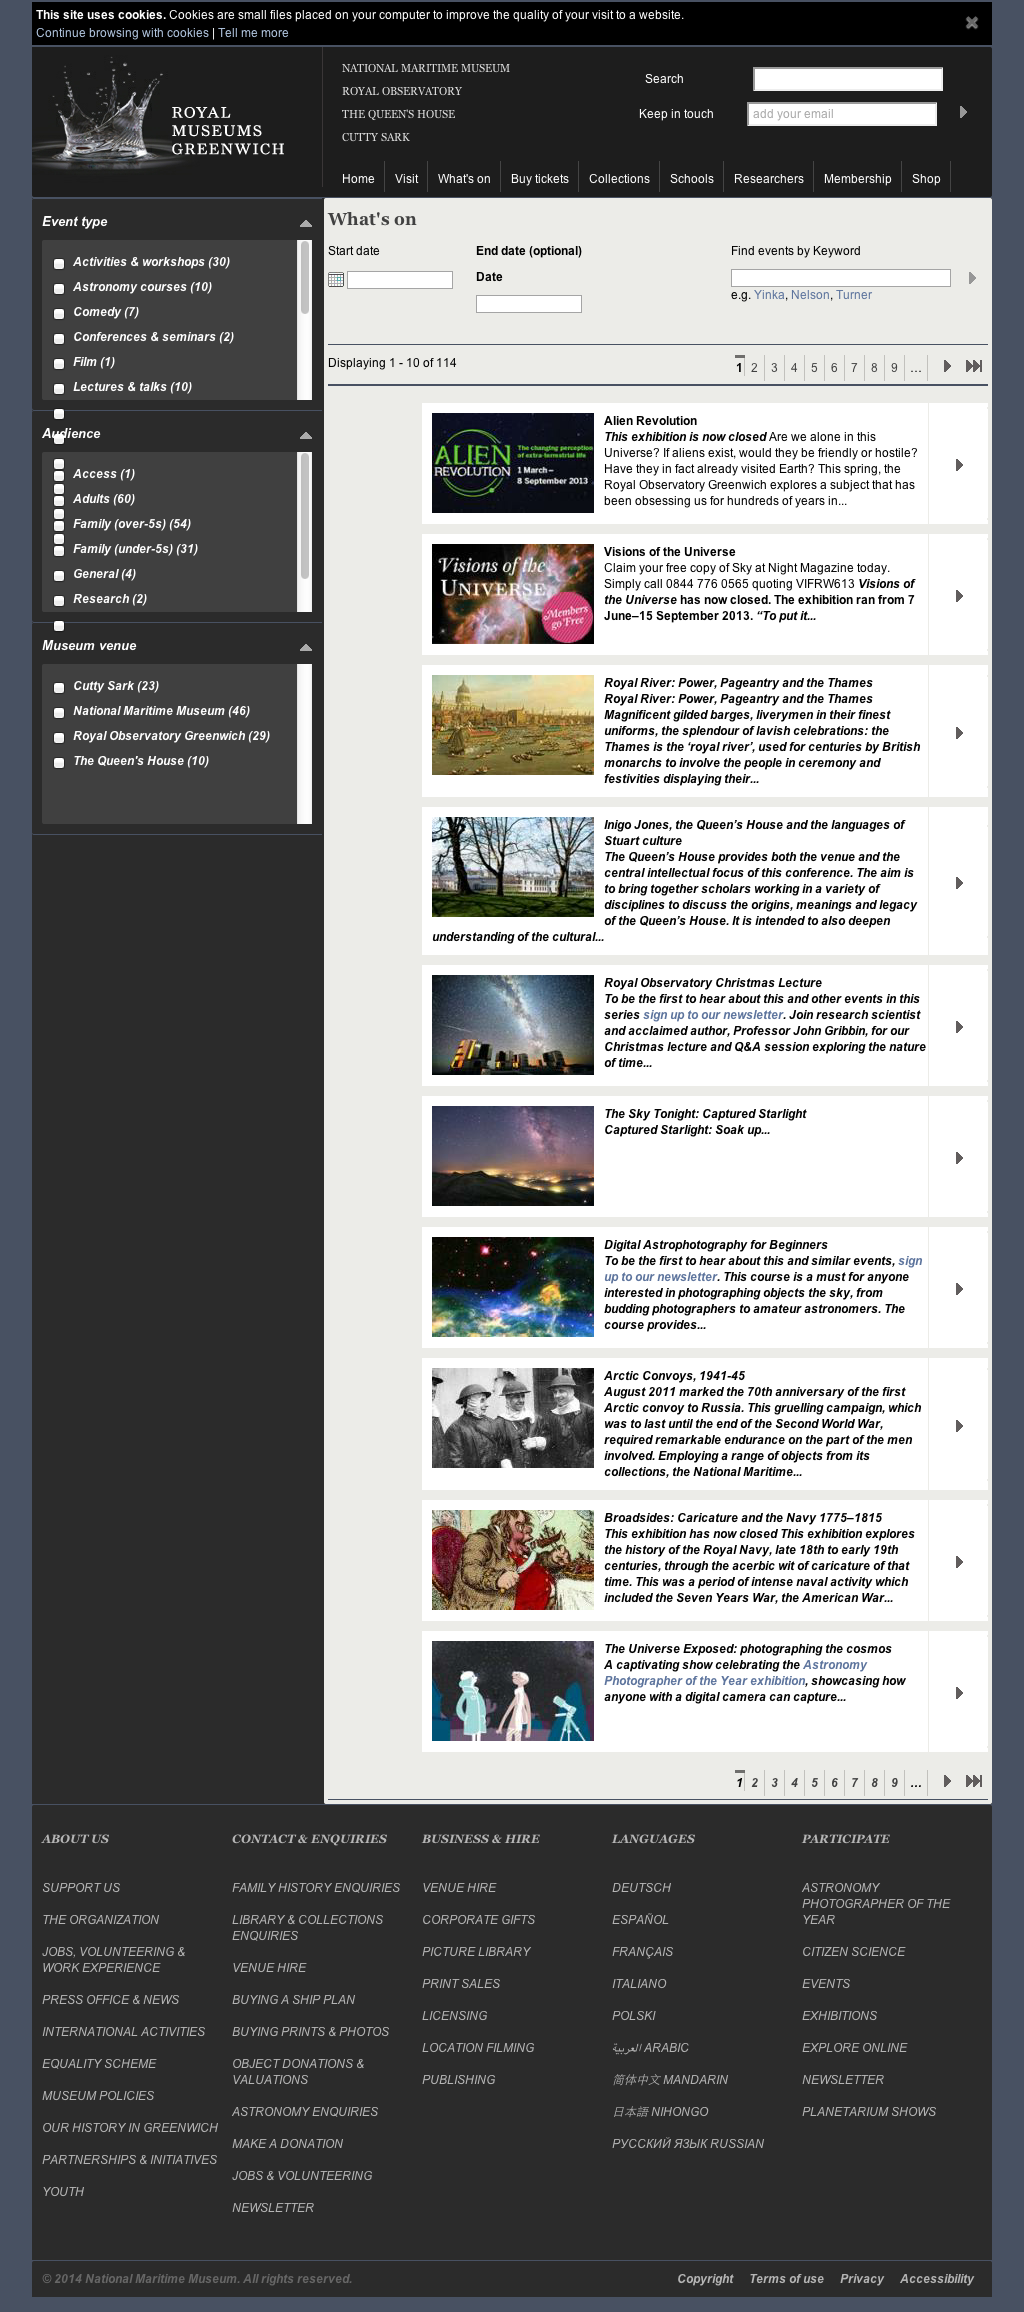 This site uses cookies. Cookies are small files placed on your computer to improve the quality of your visit to a website.
Continue browsing with cookies | Tell me more
ROYAL
MUSEUMS
GREENWICH
NATIONAL MARITIME MUSEUM
ROYAL OBSERVATORY
THE QUEEN'S HOUSE
CUTTY SARK
Search
Keep in touch
add your email
Home
Visit
What's on
Buy tickets
Collections
Schools
Researchers
Membership
Shop
Event type
Activities & workshops (30)
Astronomy courses (10)
Comedy (7)
Conferences & seminars (2)
Film (1)
Lectures & talks (10)
Audience
Access (1)
Adults (60)
Family (over-5s) (54)
Family (under-5s) (31)
General (4)
Research (2)
Museum venue
Cutty Sark (23)
National Maritime Museum (46)
Royal Observatory Greenwich (29)
The Queen's House (10)
What's on
Start date
End date (optional)
Date
Find events by Keyword
e.g. Yinka, Nelson, Turner
Displaying 1 - 10 of 114
1 2 3 4 5 6 7 8 9 ...
ALIEN
REVOLUTION
The changing perception
of extra-terrestrial life
1 March –
8 September 2013
Alien Revolution
This exhibition is now closed Are we alone in this
Universe? If aliens exist, would they be friendly or hostile?
Have they in fact already visited Earth? This spring, the
Royal Observatory Greenwich explores a subject that has
been obsessing us for hundreds of years in...
Visions of the
UNIVERSE
Members
go Free
Visions of the Universe
Claim your free copy of Sky at Night Magazine today.
Simply call 0844 776 0565 quoting VIFRW613 Visions of
the Universe has now closed. The exhibition ran from 7
June–15 September 2013. “To put it...
Royal River: Power, Pageantry and the Thames
Royal River: Power, Pageantry and the Thames
Magnificent gilded barges, liverymen in their finest
uniforms, the splendour of lavish celebrations: the
Thames is the ‘royal river’, used for centuries by British
monarchs to involve the people in ceremony and
festivities displaying their...
Inigo Jones, the Queen’s House and the languages of
Stuart culture
The Queen’s House provides both the venue and the
central intellectual focus of this conference. The aim is
to bring together scholars working in a variety of
disciplines to discuss the origins, meanings and legacy
of the Queen’s House. It is intended to also deepen
understanding of the cultural...
Royal Observatory Christmas Lecture
To be the first to hear about this and other events in this
series sign up to our newsletter. Join research scientist
and acclaimed author, Professor John Gribbin, for our
Christmas lecture and Q&A session exploring the nature
of time...
The Sky Tonight: Captured Starlight
Captured Starlight: Soak up...
Digital Astrophotography for Beginners
To be the first to hear about this and similar events, sign
up to our newsletter. This course is a must for anyone
interested in photographing objects the sky, from
budding photographers to amateur astronomers. The
course provides...
Arctic Convoys, 1941-45
August 2011 marked the 70th anniversary of the first
Arctic convoy to Russia. This gruelling campaign, which
was to last until the end of the Second World War,
required remarkable endurance on the part of the men
involved. Employing a range of objects from its
collections, the National Maritime...
Broadsides: Caricature and the Navy 1775–1815
This exhibition has now closed This exhibition explores
the history of the Royal Navy, late 18th to early 19th
centuries, through the acerbic wit of caricature of that
time. This was a period of intense naval activity which
included the Seven Years War, the American War...
The Universe Exposed: photographing the cosmos
A captivating show celebrating the Astronomy
Photographer of the Year exhibition, showcasing how
anyone with a digital camera can capture...
1 2 3 4 5 6 7 8 9 ...
ABOUT US
SUPPORT US
THE ORGANIZATION
JOBS, VOLUNTEERING &
WORK EXPERIENCE
PRESS OFFICE & NEWS
INTERNATIONAL ACTIVITIES
EQUALITY SCHEME
MUSEUM POLICIES
OUR HISTORY IN GREENWICH
PARTNERSHIPS & INITIATIVES
YOUTH
CONTACT & ENQUIRIES
FAMILY HISTORY ENQUIRIES
LIBRARY & COLLECTIONS
ENQUIRIES
VENUE HIRE
BUYING A SHIP PLAN
BUYING PRINTS & PHOTOS
OBJECT DONATIONS &
VALUATIONS
ASTRONOMY ENQUIRIES
MAKE A DONATION
JOBS & VOLUNTEERING
NEWSLETTER
BUSINESS & HIRE
VENUE HIRE
CORPORATE GIFTS
PICTURE LIBRARY
PRINT SALES
LICENSING
LOCATION FILMING
PUBLISHING
LANGUAGES
DEUTSCH
ESPAÑOL
FRANÇAIS
ITALIANO
POLSKI
العربية ARABIC
简体中文 MANDARIN
日本語 NIHONGO
РУССКИЙ ЯЗЫК RUSSIAN
PARTICIPATE
ASTRONOMY
PHOTOGRAPHER OF THE
YEAR
CITIZEN SCIENCE
EVENTS
EXHIBITIONS
EXPLORE ONLINE
NEWSLETTER
PLANETARIUM SHOWS
© 2014 National Maritime Museum. All rights reserved.
Copyright
Terms of use
Privacy
Accessibility